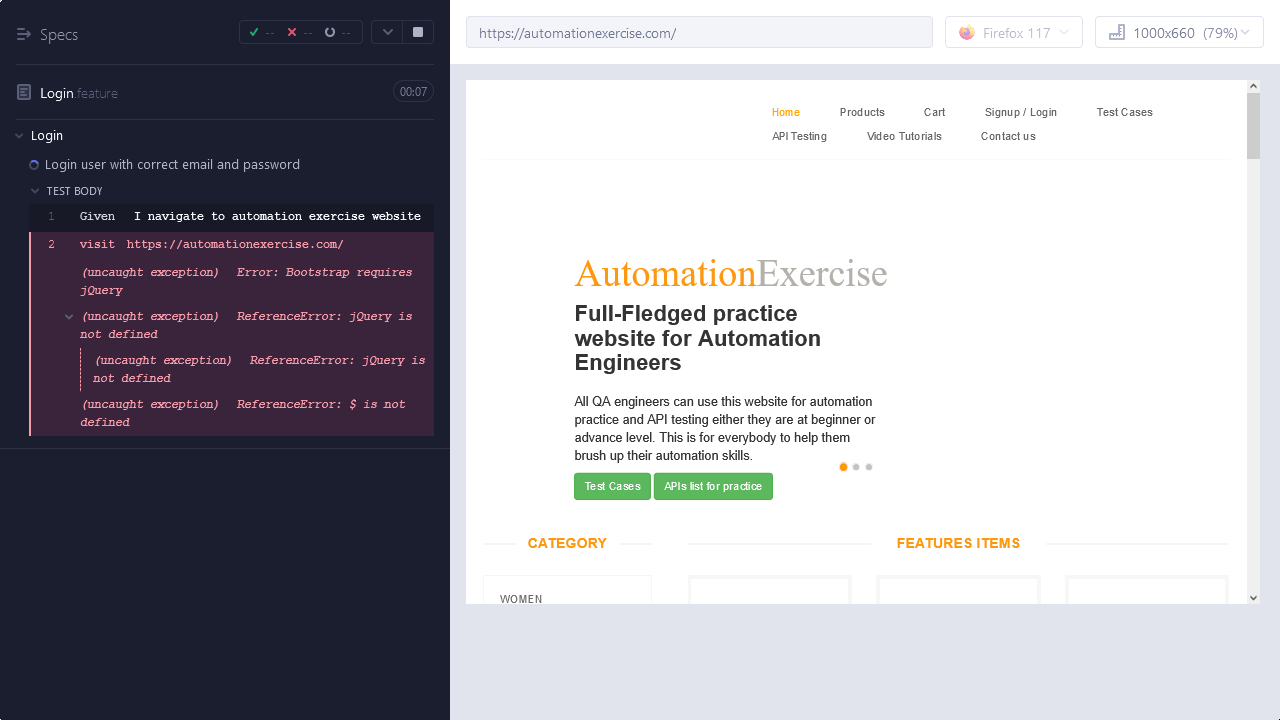 Specs
--
--
--
Login.feature
00:07
Login
Login user with correct email and password
TEST BODY
1 Given I navigate to automation exercise website
2 visit https://automationexercise.com/
(uncaught exception) Error: Bootstrap requires
jQuery
(uncaught exception) ReferenceError: jQuery is
not defined
(uncaught exception) ReferenceError: jQuery is
not defined
(uncaught exception) ReferenceError: $ is not
defined
https://automationexercise.com/
Firefox 117
1000x660 (79%)
Home Products Cart Signup / Login Test Cases
API Testing Video Tutorials Contact us
AutomationExercise
Full-Fledged practice
website for Automation
Engineers
All QA engineers can use this website for automation
practice and API testing either they are at beginner or
advance level. This is for everybody to help them
brush up their automation skills.
Test Cases APIs list for practice
CATEGORY
FEATURES ITEMS
WOMEN